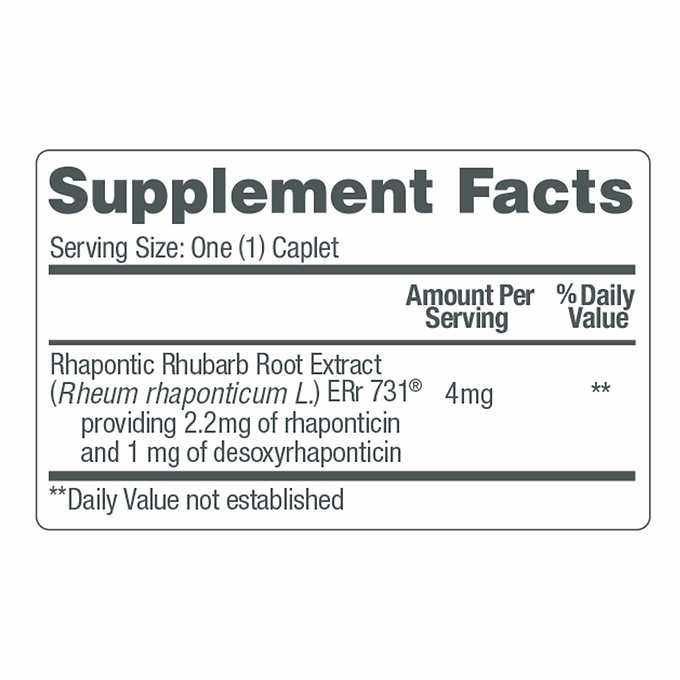 Supplement Facts
Serving Size: One (1) Caplet
Amount Per Serving % Daily Value
Rhapontic Rhubarb Root Extract
(Rheum rhaponticum L.) ERr 731® 4mg **
providing 2.2mg of rhaponticin
and 1 mg of desoxyrhaponticin
**Daily Value not established